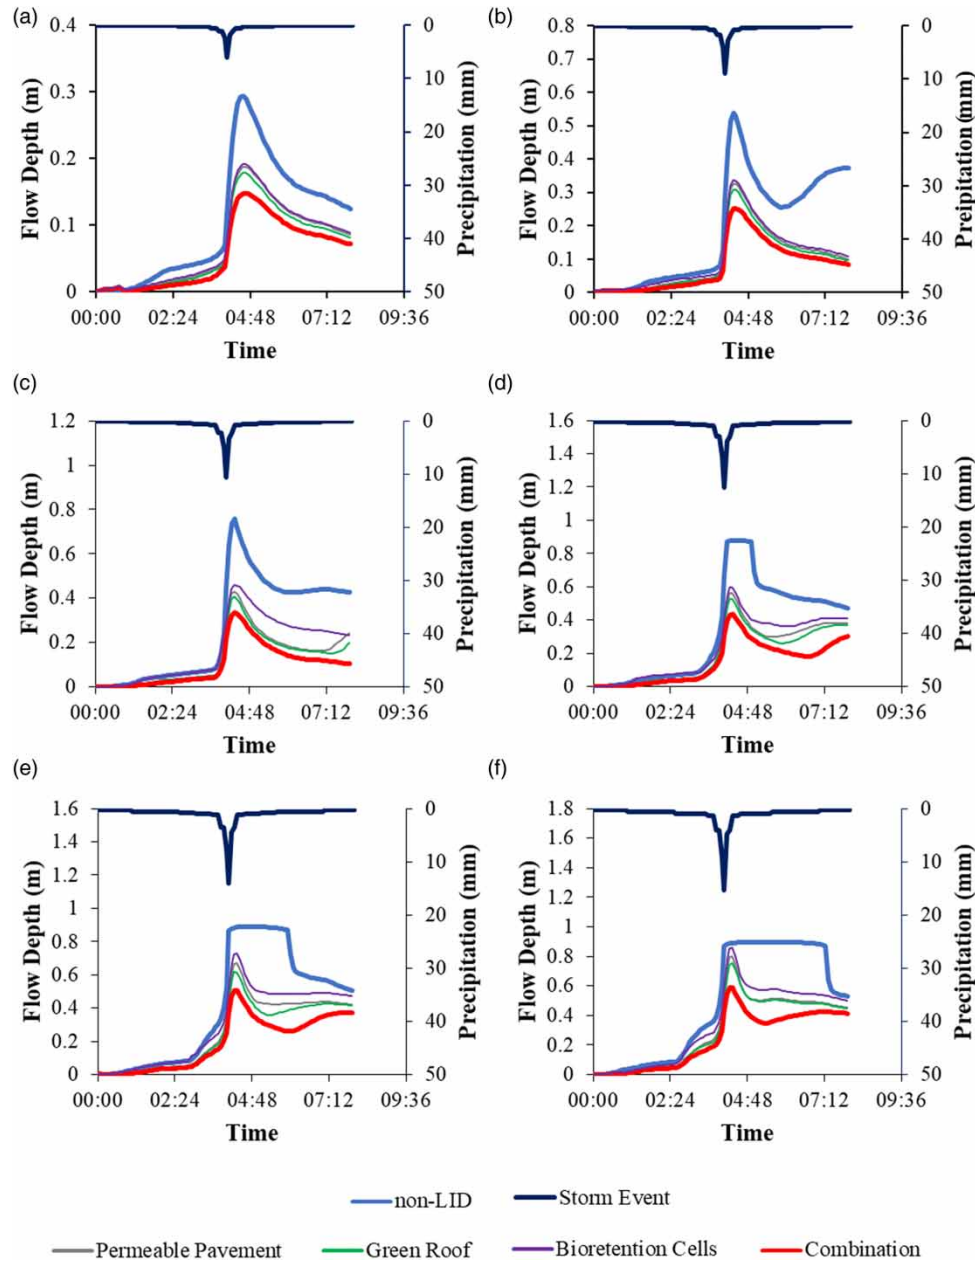 (a)
0.4
0.3
0.2
0.1
0
Flow Depth (m)
0
10
20
30
40
50
Precipitation (mm)
00:00 02:24 04:48 07:12 09:36
Time
(b)
0.8
0.7
0.6
0.5
0.4
0.3
0.2
0.1
0
Flow Depth (m)
0
10
20
30
40
50
Preipitation (mm)
00:00 02:24 04:48 07:12 09:36
Time
(c)
1.2
1
0.8
0.6
0.4
0.2
0
Flow Depth (m)
0
10
20
30
40
50
Precipitation (mm)
00:00 02:24 04:48 07:12 09:36
Time
(d)
1.6
1.4
1.2
1
0.8
0.6
0.4
0.2
0
Flow Depth (m)
0
10
20
30
40
50
Precipitation (mm)
00:00 02:24 04:48 07:12 09:36
Time
(e)
1.6
1.4
1.2
1
0.8
0.6
0.4
0.2
0
Flow Depth (m)
0
10
20
30
40
50
Precipitation (mm)
00:00 02:24 04:48 07:12 09:36
Time
(f)
1.8
1.6
1.4
1.2
1
0.8
0.6
0.4
0.2
0
Flow Depth (m)
0
10
20
30
40
50
Precipitation (mm)
00:00 02:24 04:48 07:12 09:36
Time
non-LID Storm Event
Permeable Pavement Green Roof Bioretention Cells Combination